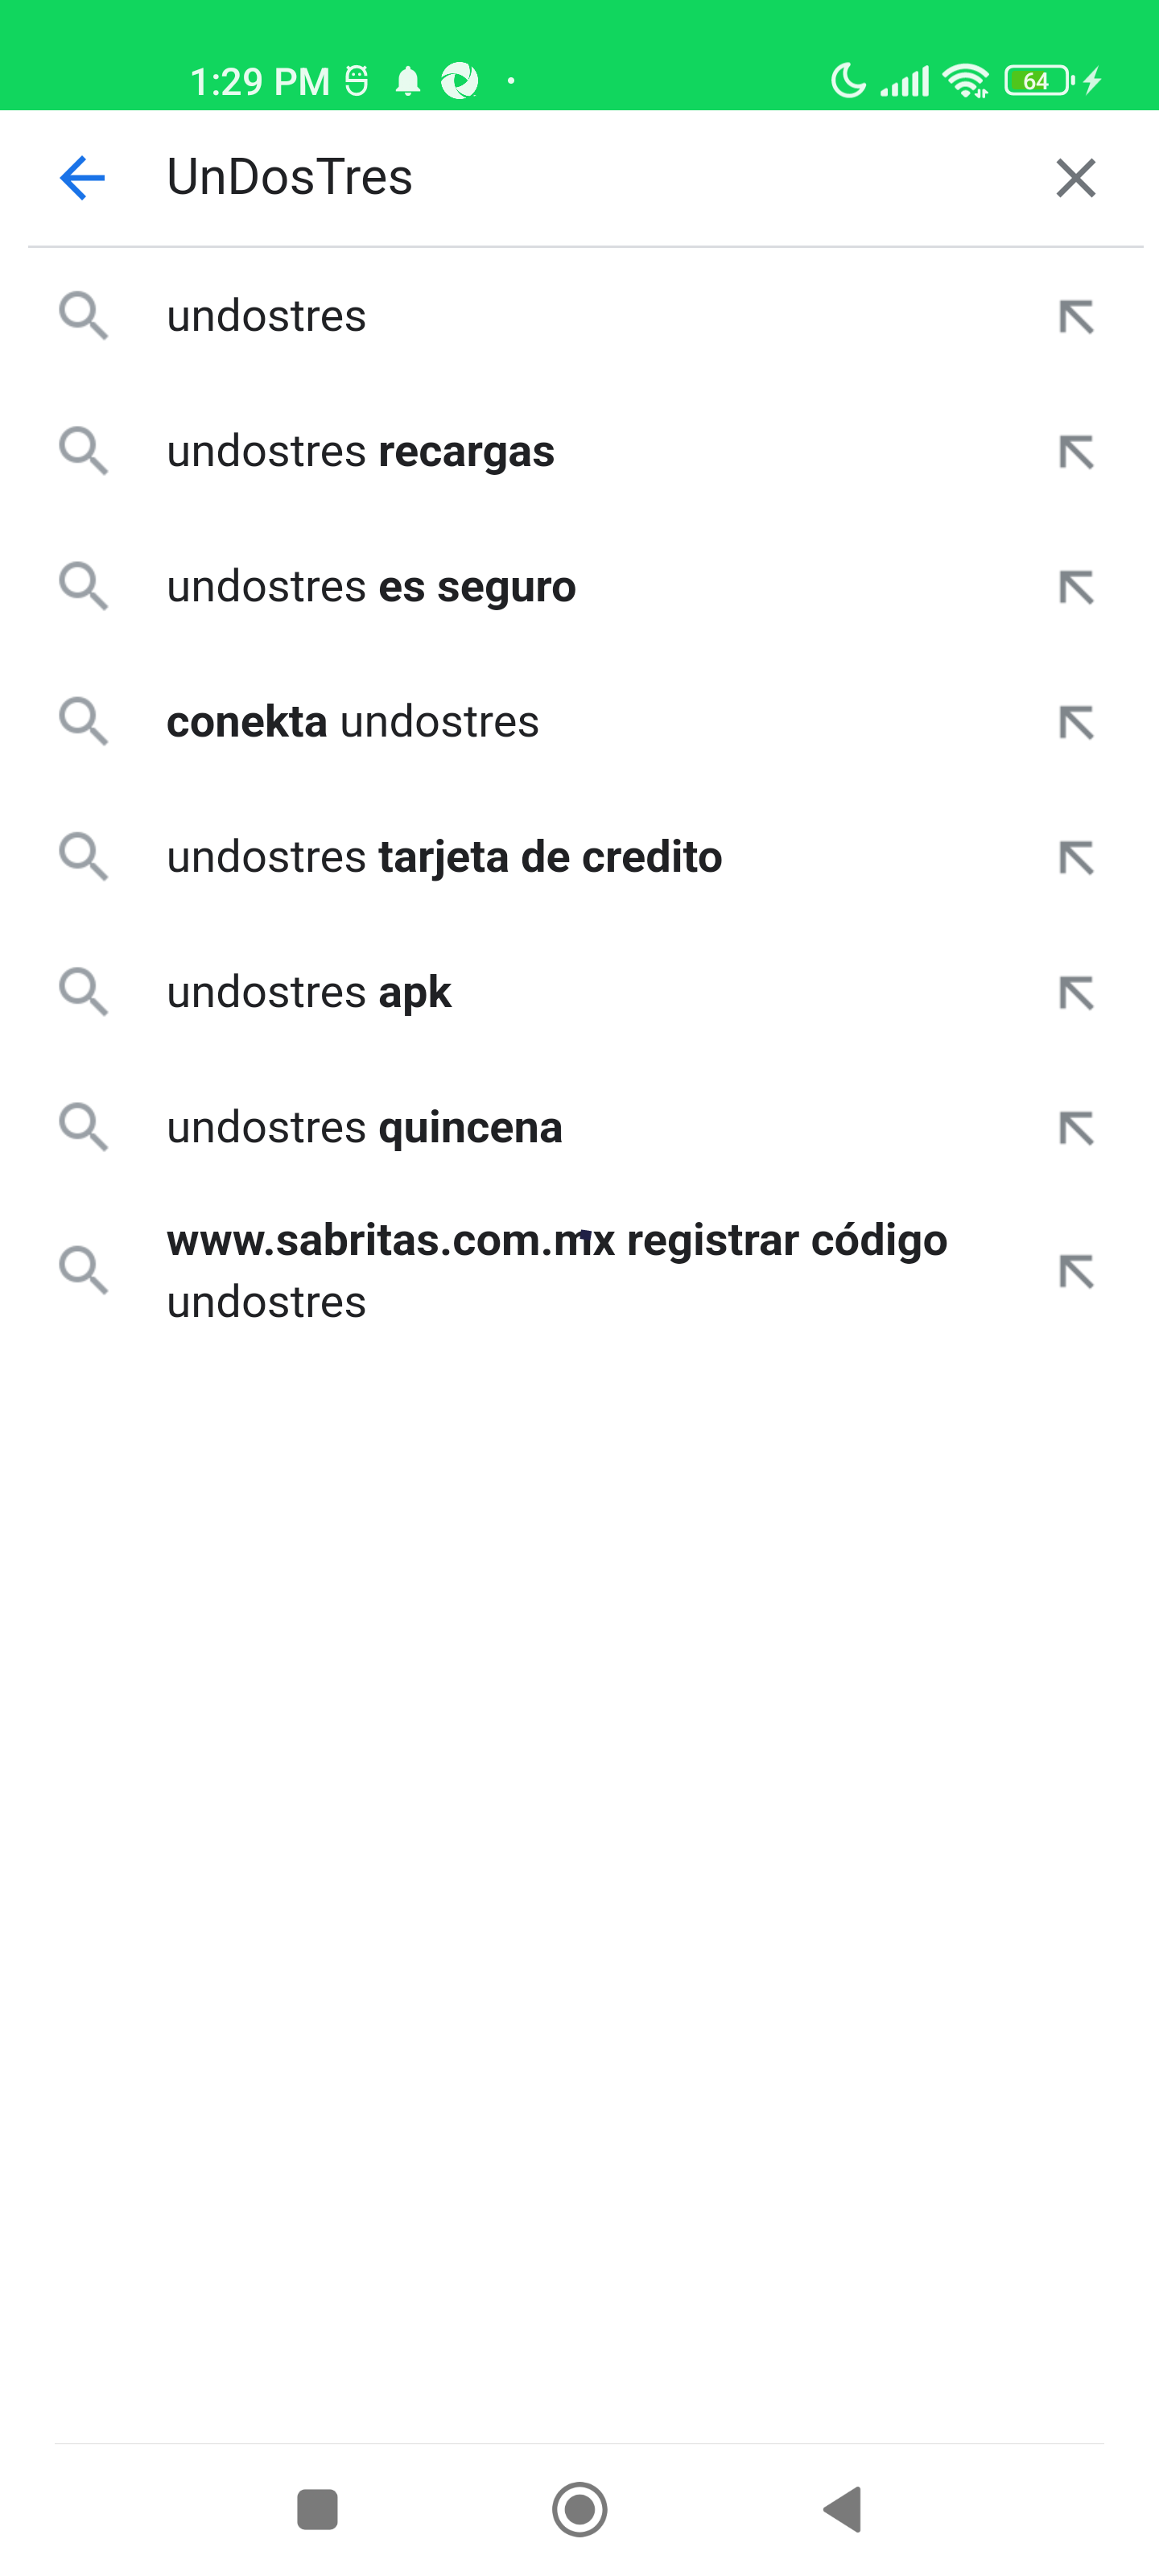 1:29 PM
64
UnDosTres
undostres
undostres recargas
undostres es seguro
conekta undostres
undostres tarjeta de credito
undostres apk
undostres quincena
www.sabritas.com.mx registrar código
undostres